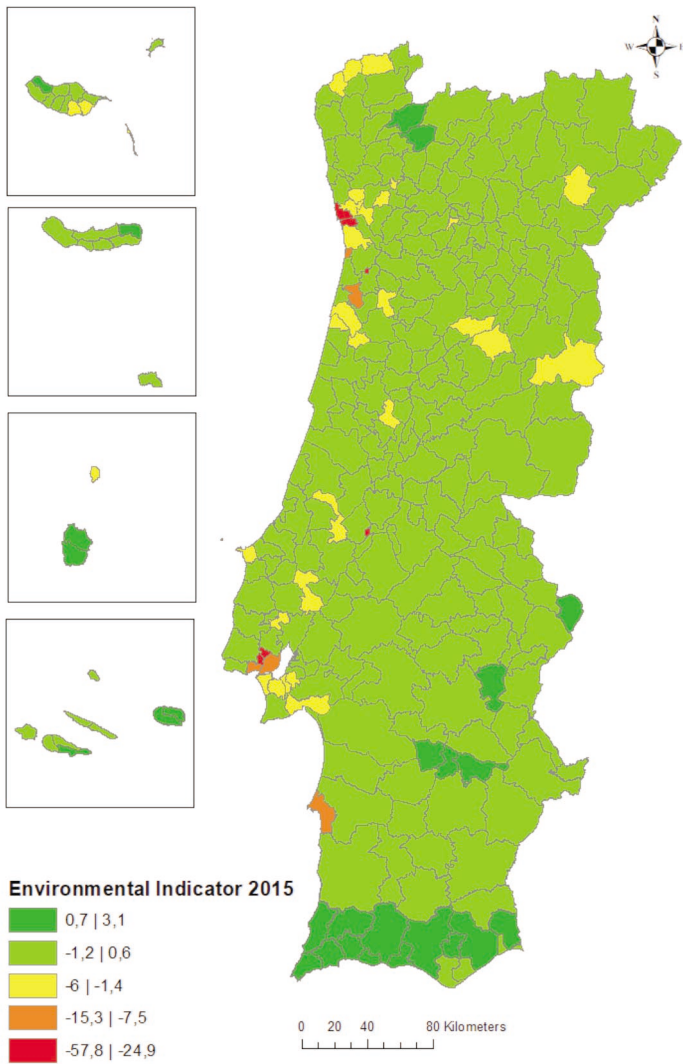 N
W E
S
Environmental Indicator 2015
0,7 | 3,1
-1,2 | 0,6
-6 | -1,4
-15,3 | -7,5
-57,8 | -24,9
0 20 40 80 Kilometers